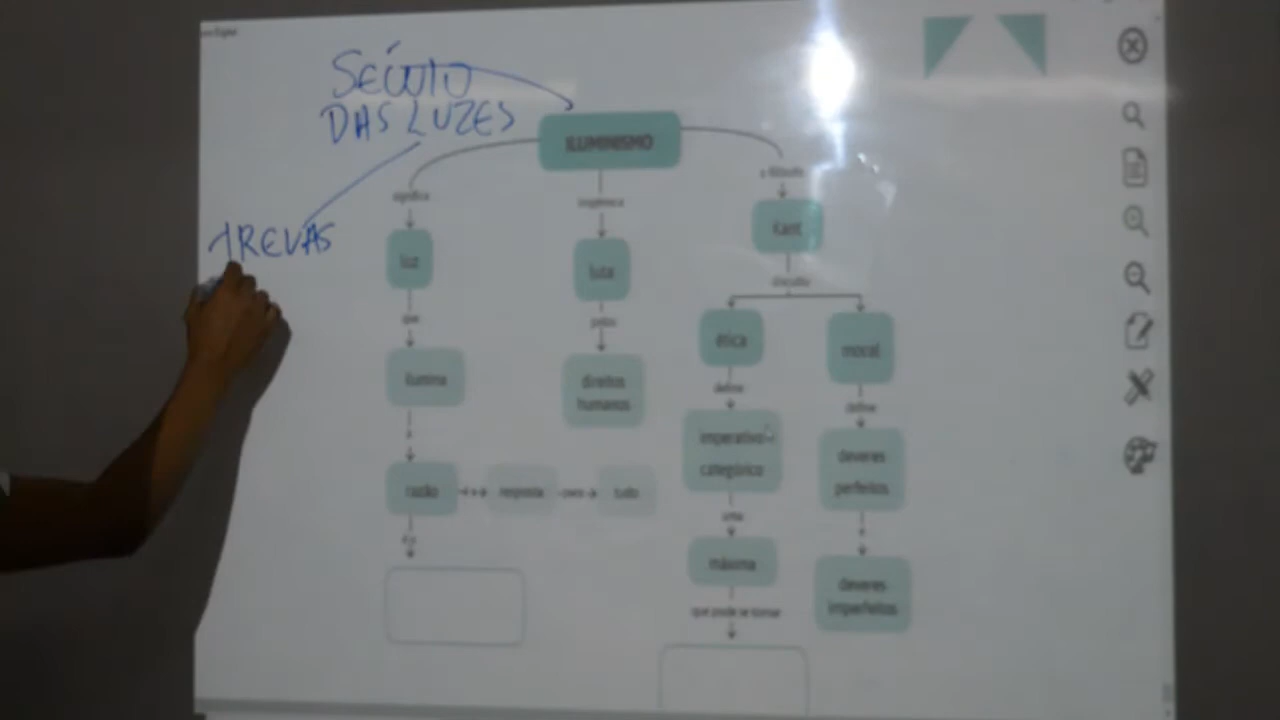 SÉCULO
DAS LUZES
TREVAS
ILUMINISMO
significa
luz
que
ilumina
a
razão
resposta
para
tudo
luta
pelos
direitos
humanos
o filósofo
Kant
discutiu
ética
define
imperativo
categórico
uma
máxima
que pode se tornar
moral
define
deveres
perfeitos
e
deveres
imperfeitos